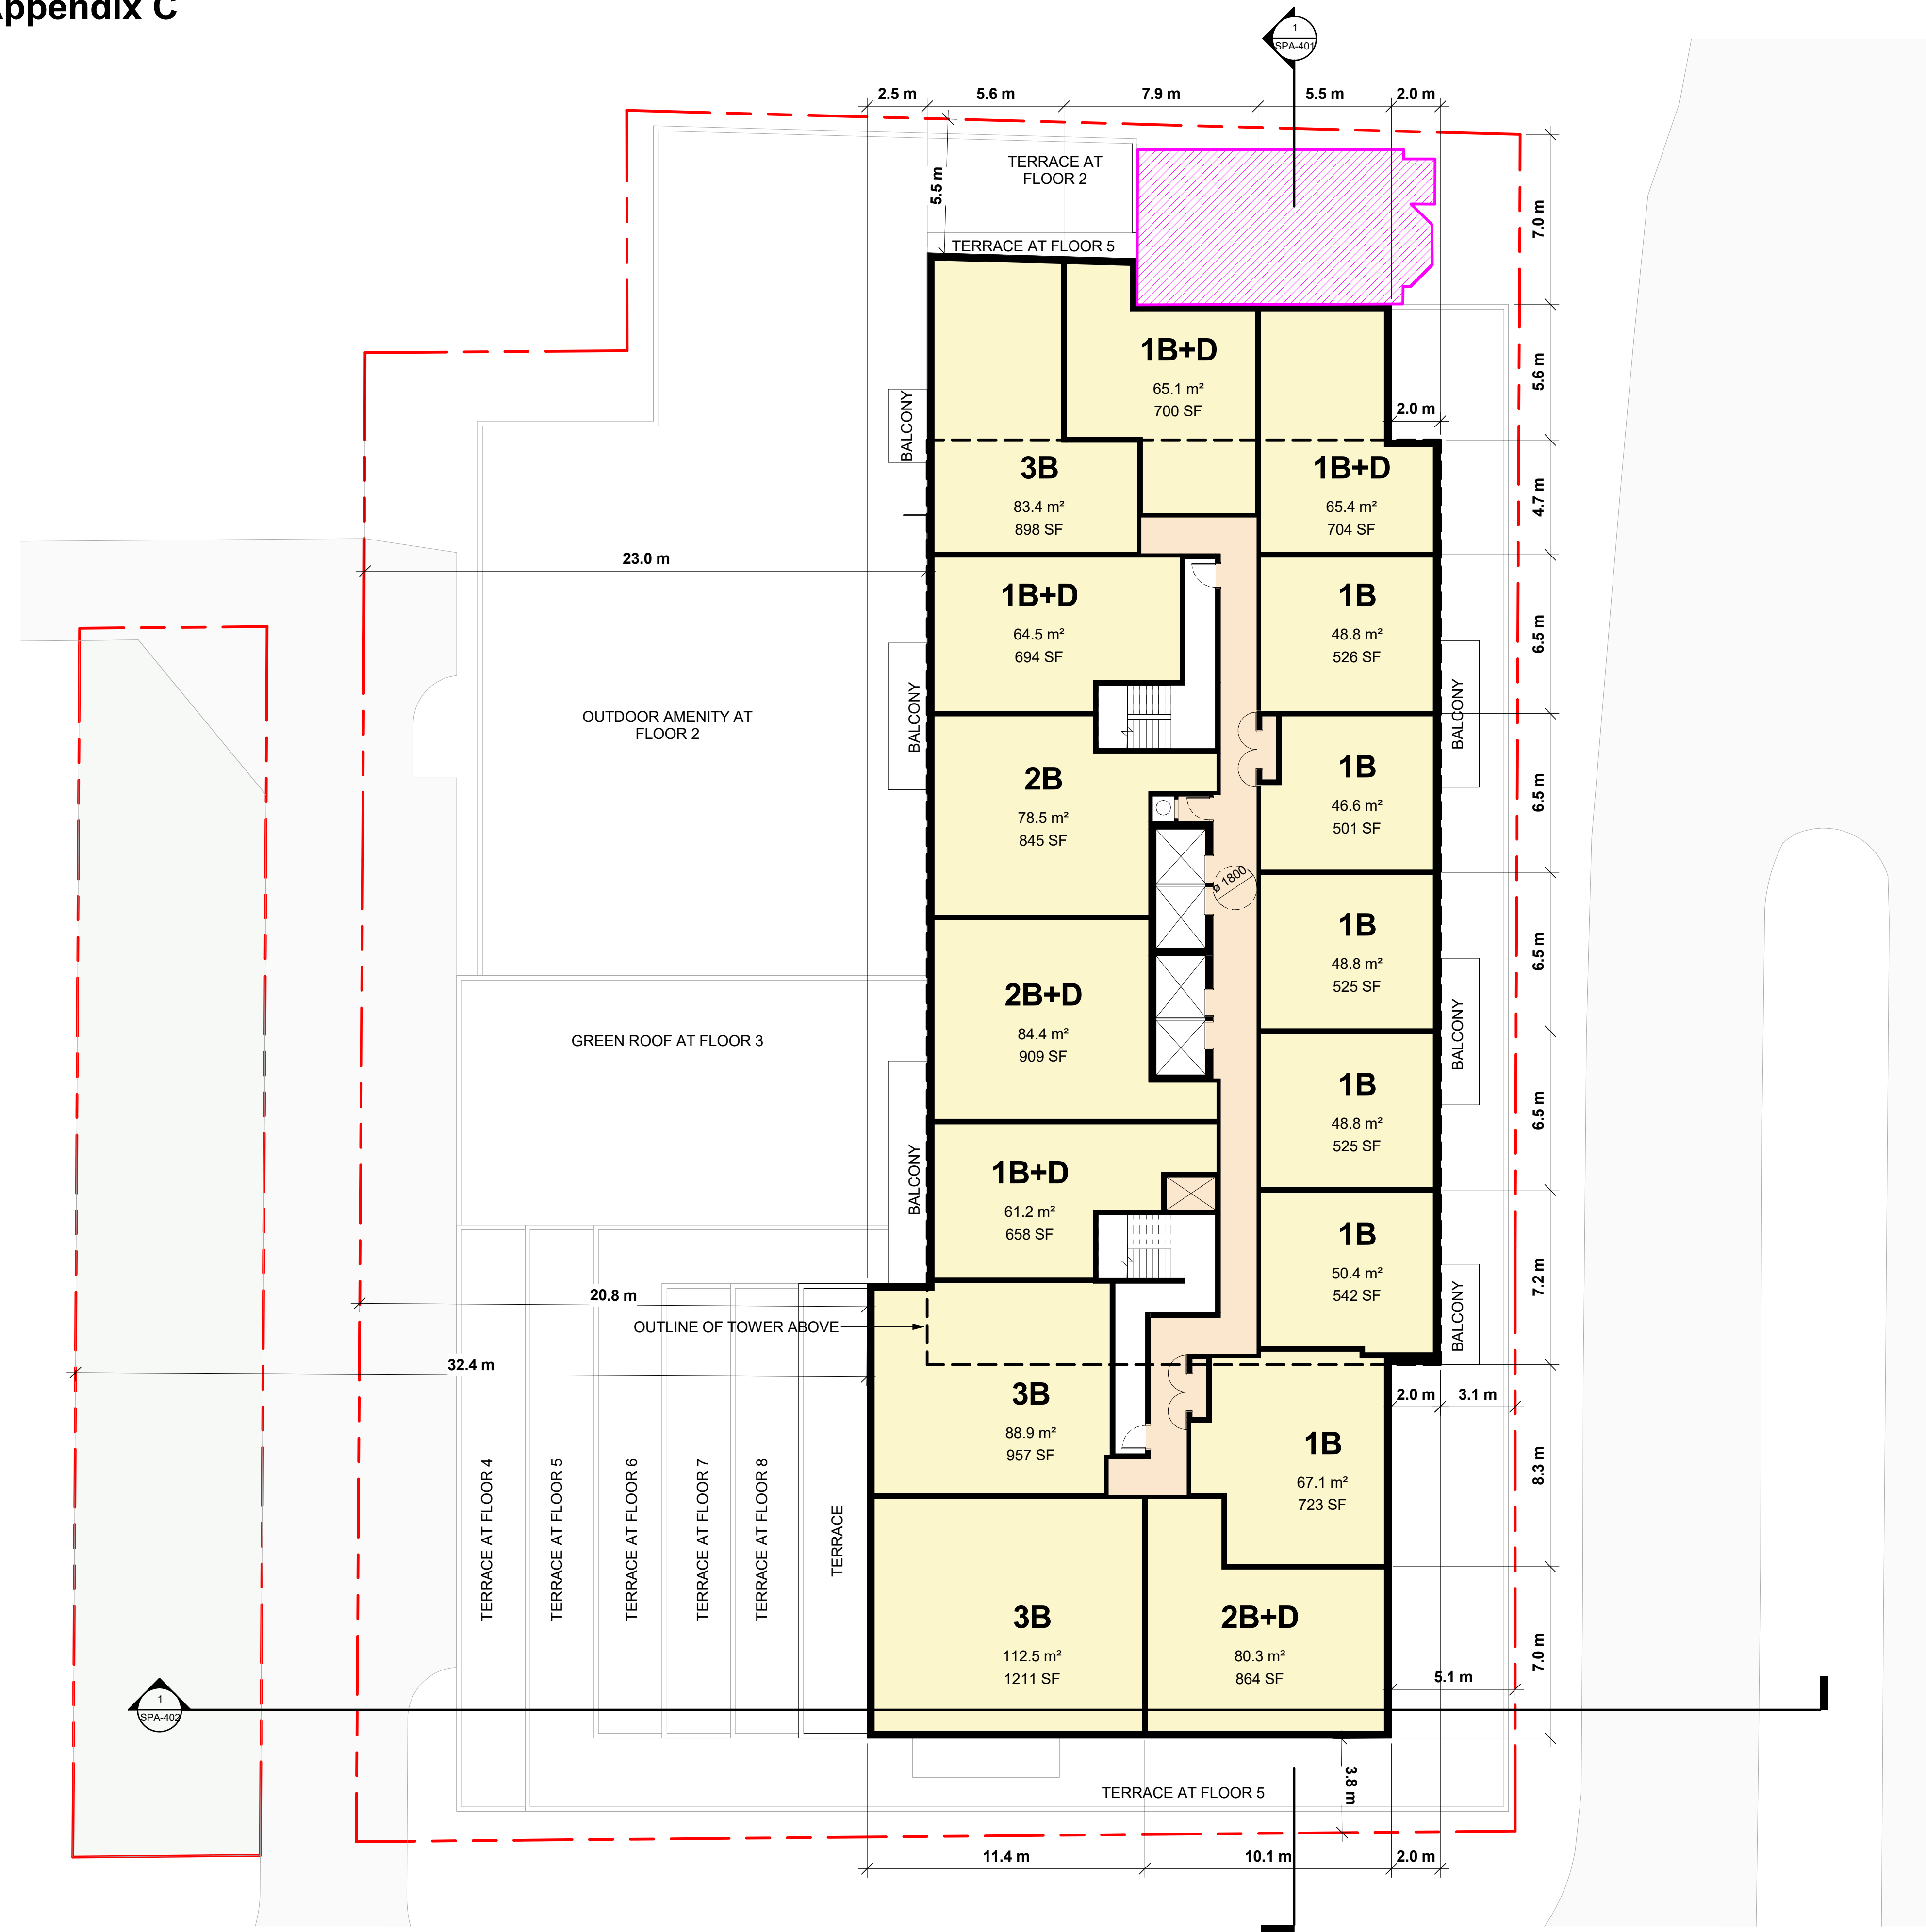 Appendix C
1
SPA-401
2.5 m
5.6 m
7.9 m
5.5 m
2.0 m
5.5 m
TERRACE AT
FLOOR 2
TERRACE AT FLOOR 5
7.0 m
1B+D
65.1 m²
700 SF
5.6 m
2.0 m
BALCONY
3B
83.4 m²
898 SF
1B+D
65.4 m²
704 SF
4.7 m
23.0 m
1B+D
64.5 m²
694 SF
1B
48.8 m²
526 SF
6.5 m
OUTDOOR AMENITY AT
FLOOR 2
BALCONY
BALCONY
2B
78.5 m²
845 SF
1B
46.6 m²
501 SF
6.5 m
ø 1800
1B
48.8 m²
525 SF
6.5 m
2B+D
84.4 m²
909 SF
BALCONY
GREEN ROOF AT FLOOR 3
1B
48.8 m²
525 SF
6.5 m
BALCONY
1B+D
61.2 m²
658 SF
1B
50.4 m²
542 SF
7.2 m
BALCONY
20.8 m
OUTLINE OF TOWER ABOVE
32.4 m
3B
88.9 m²
957 SF
2.0 m
3.1 m
1B
67.1 m²
723 SF
8.3 m
TERRACE AT FLOOR 4
TERRACE AT FLOOR 5
TERRACE AT FLOOR 6
TERRACE AT FLOOR 7
TERRACE AT FLOOR 8
TERRACE
3B
112.5 m²
1211 SF
2B+D
80.3 m²
864 SF
7.0 m
5.1 m
1
SPA-402
3.8 m
TERRACE AT FLOOR 5
11.4 m
10.1 m
2.0 m